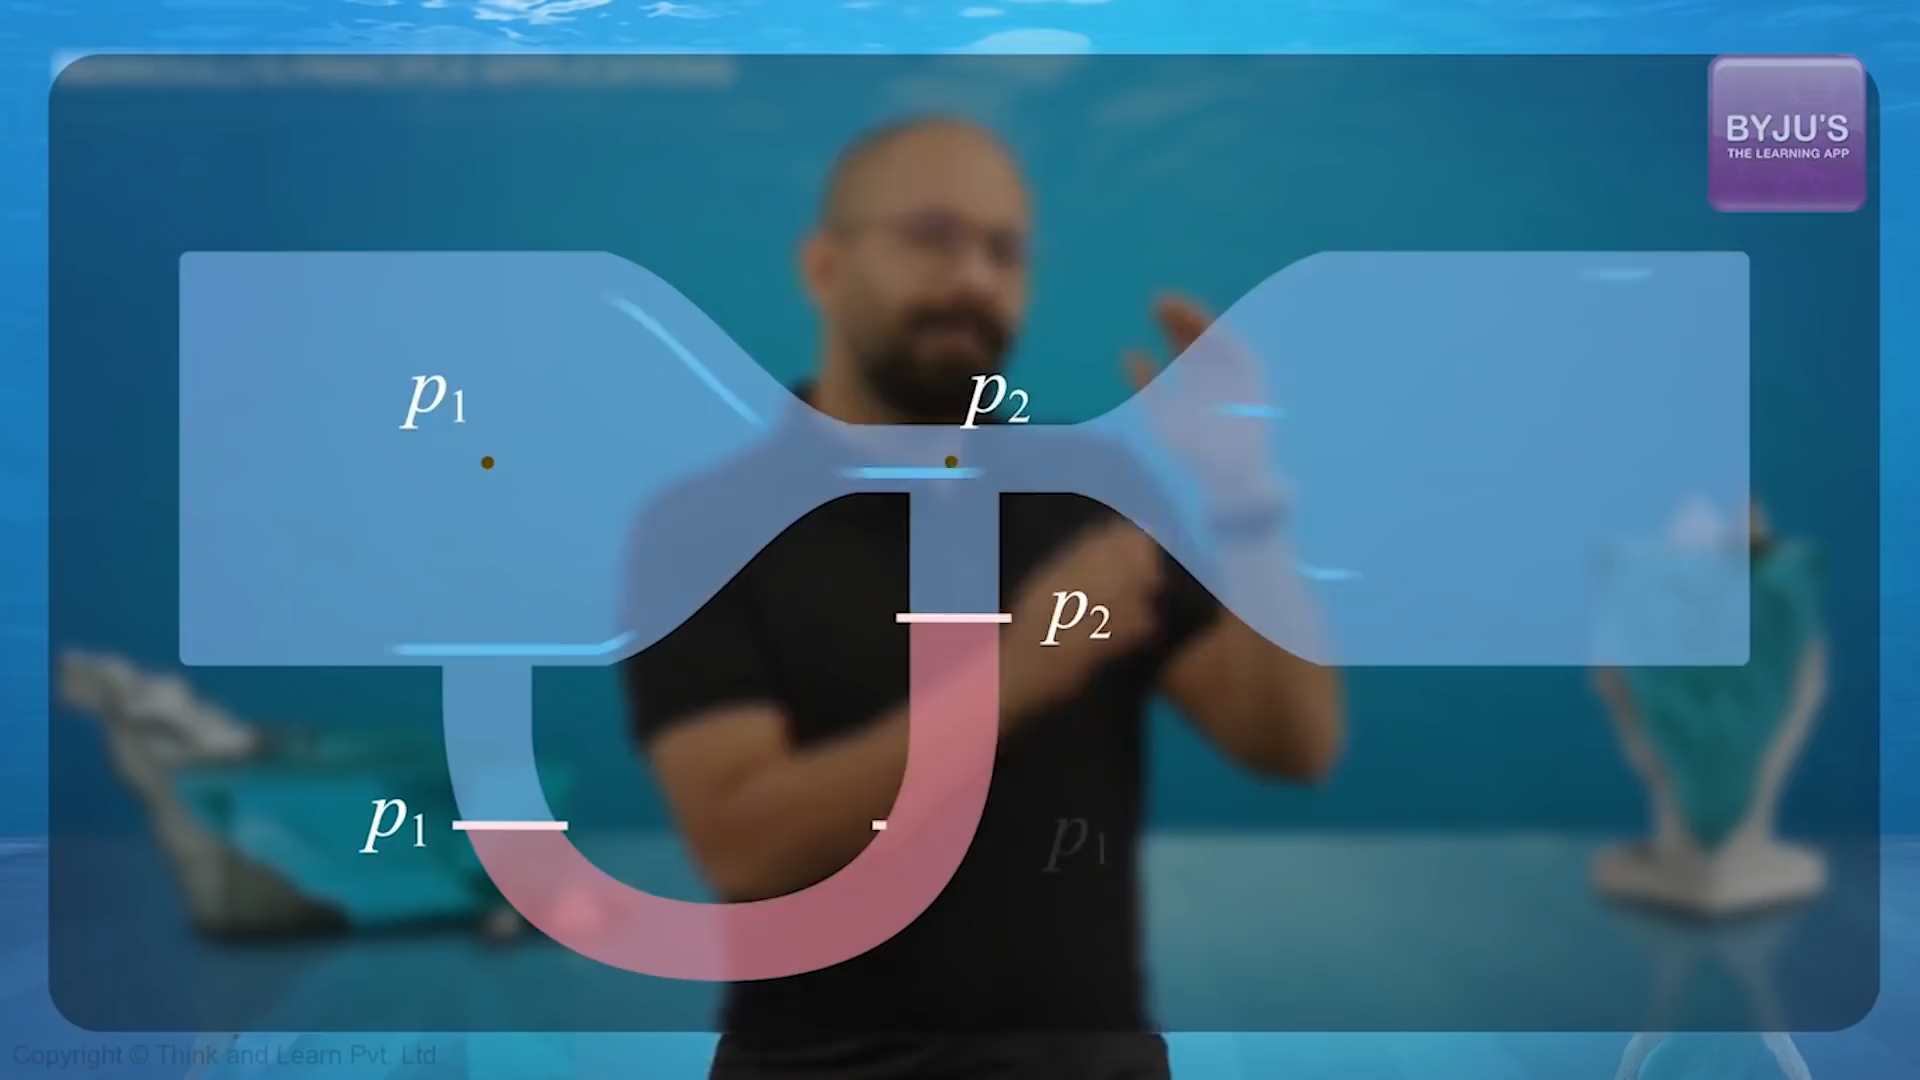 BYJU'S
THE LEARNING APP
p1
p2
p2
p1
p1
Copyright © Think and Learn Pvt. Ltd.